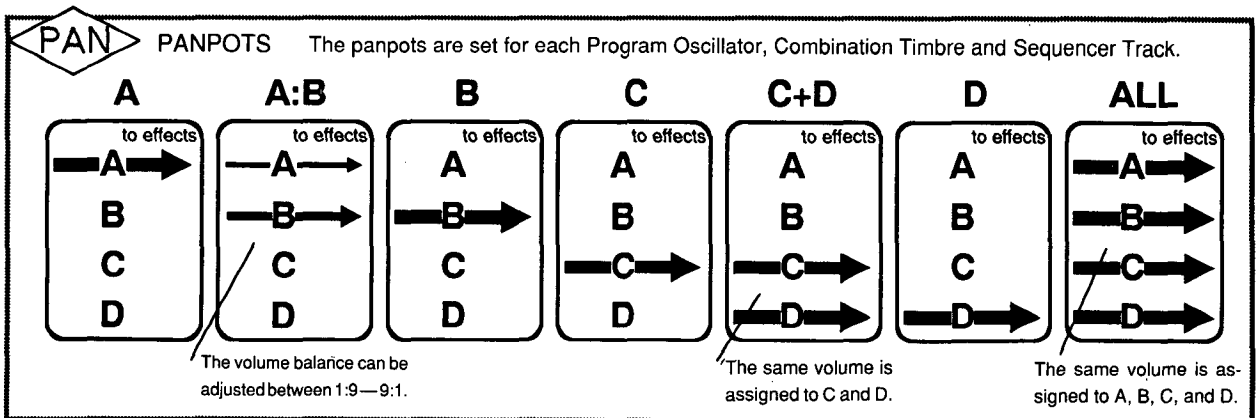 PAN PANPOTS The panpots are set for each Program Oscillator, Combination Timbre and Sequencer Track.
A A:B B C C+D D ALL
to effects to effects to effects to effects to effects to effects to effects
A A A A A A A
B B B B B B B
C C C C C C C
D D D D D D D
The volume balance can be
adjusted between 1:9—9:1.
The same volume is
assigned to C and D.
The same volume is as-
signed to A, B, C, and D.